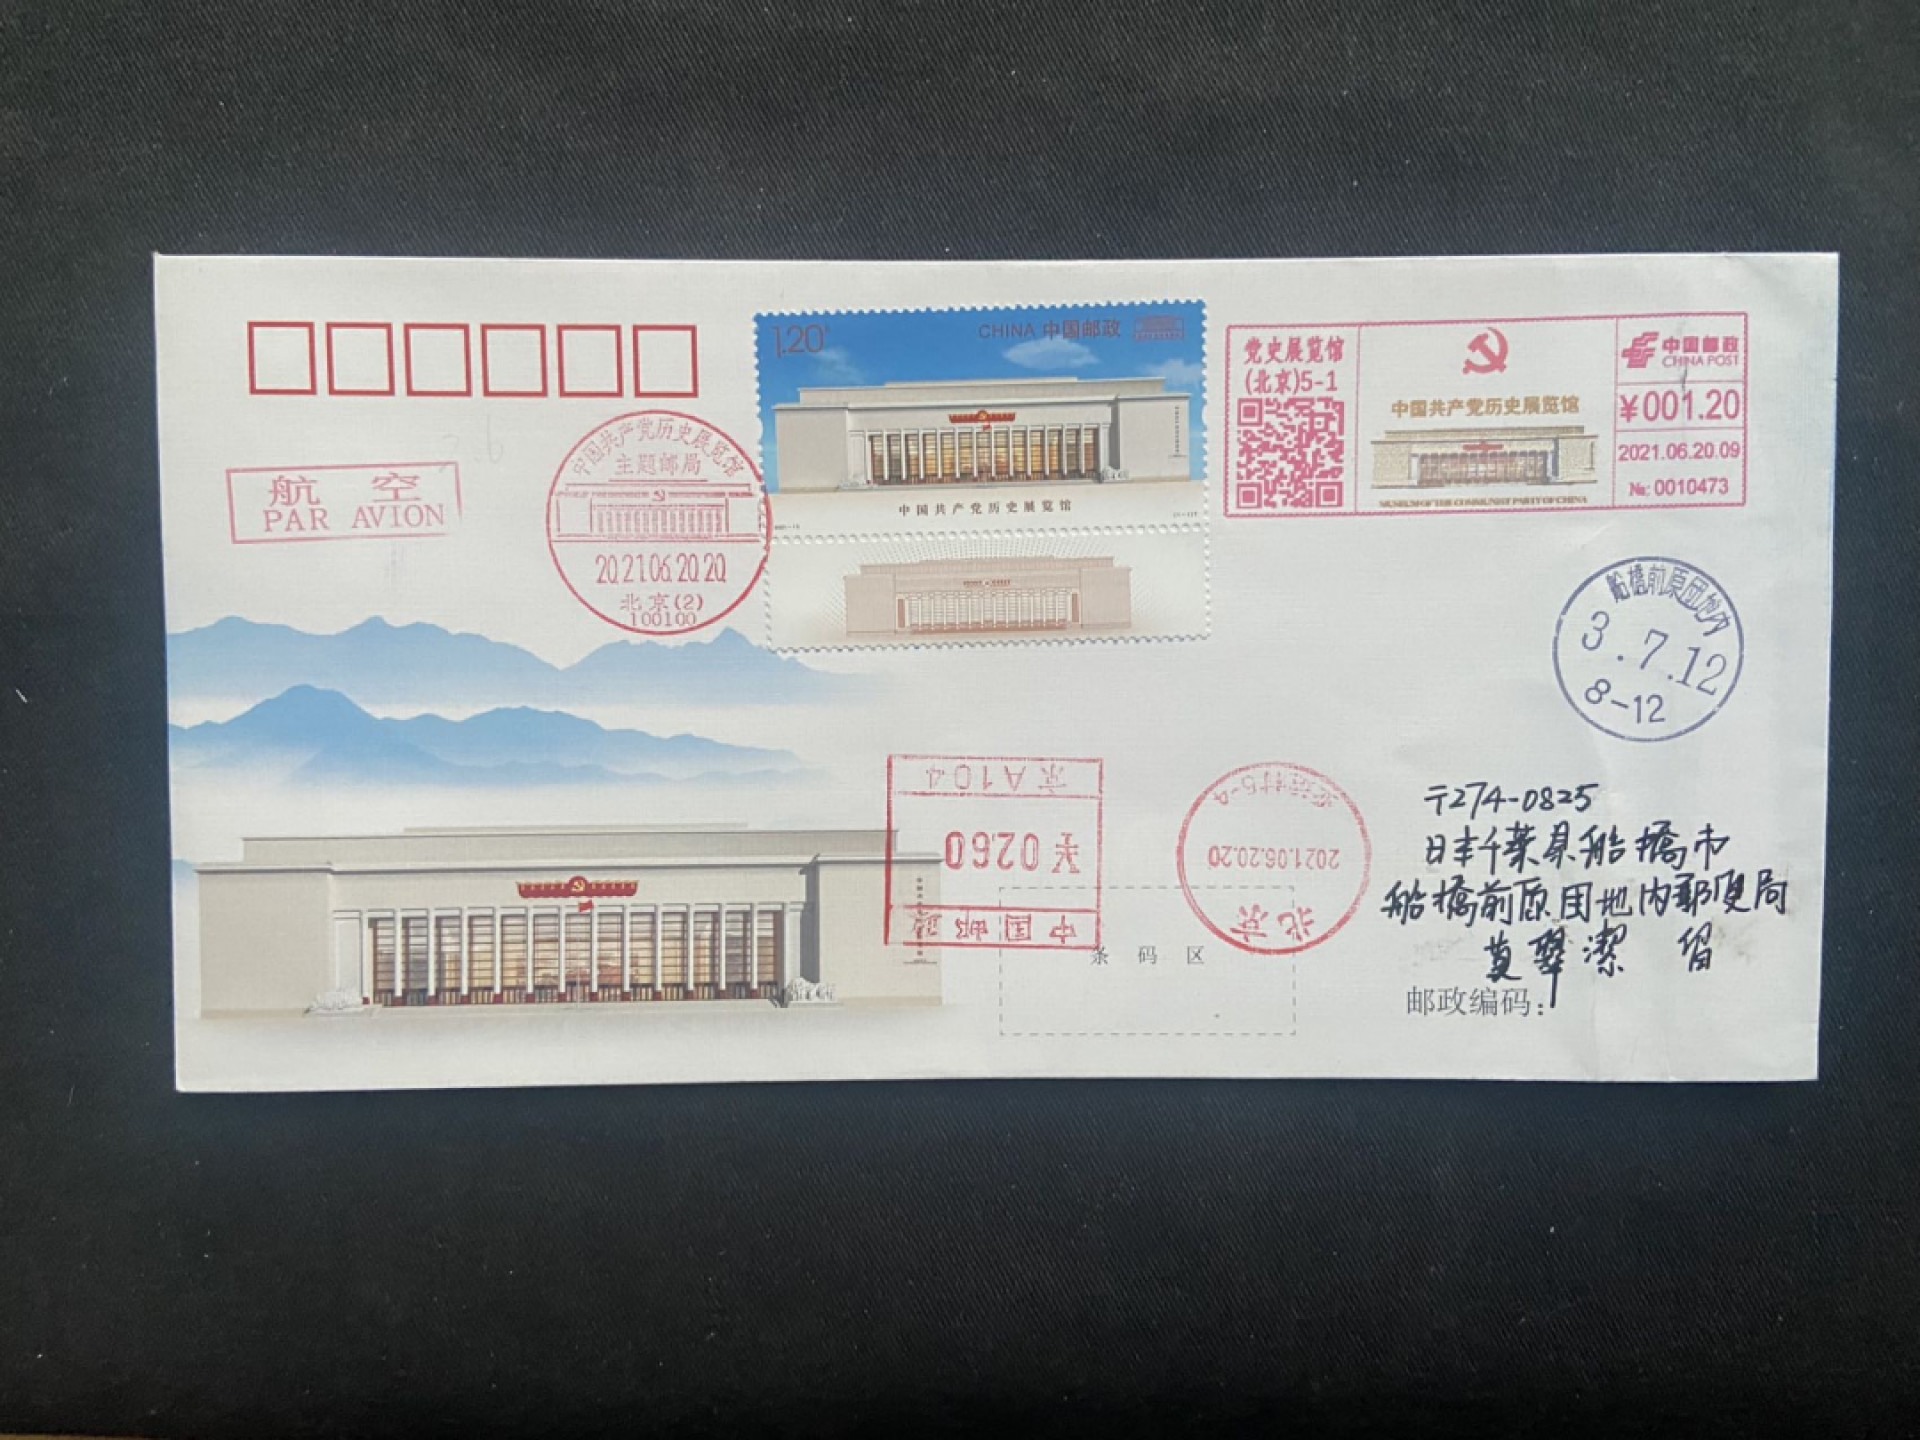 1.20
CHINA 中国邮政
中国共产党历史展览馆
党史展览馆
(北京)5-1
中国共产党历史展览馆
MUSEUM OF THE COMMUNIST PARTY OF CHINA
中国邮政
CHINA POST
¥001.20
2021.06.20.09
№: 0010473
航 空
PAR AVION
中国共产党历史展览馆
主题邮局
2021.06.20.20
北京(2)
100100
船橋前原団地内
3.7.12
8-12
京A104
¥0260
中国邮政
2021.06.20.20
北京
〒274-0825
日本千葉県船橋市
船橋前原団地内郵便局
潔 留
条 码 区
邮政编码: